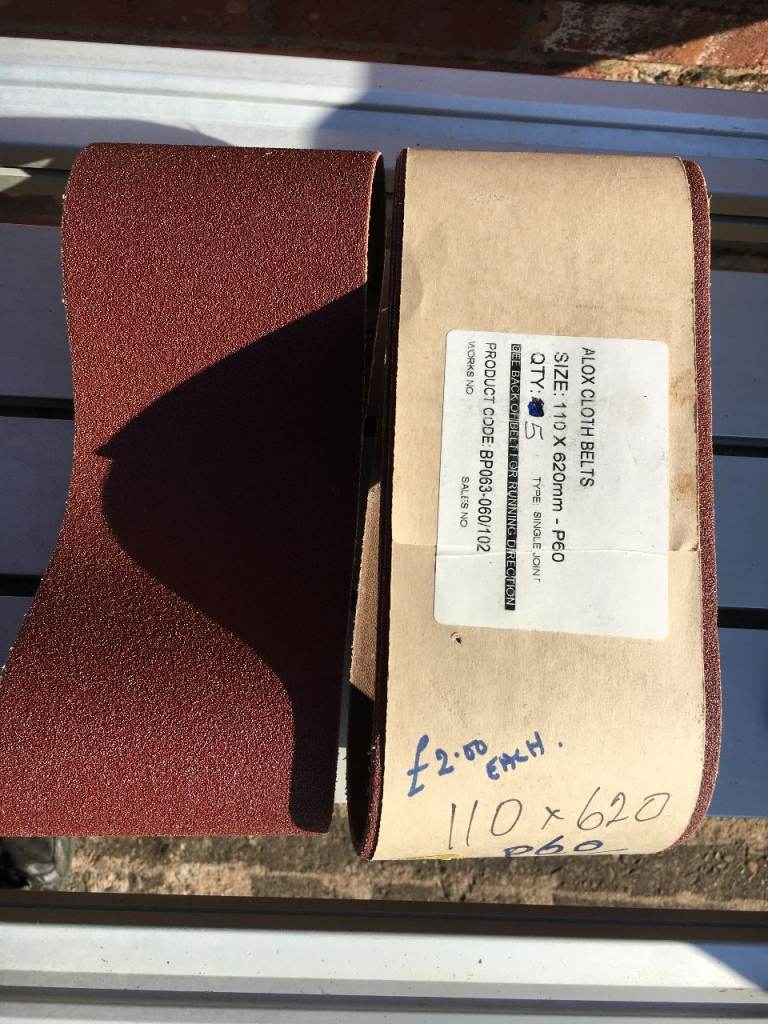 ALOX CLOTH BELTS
SIZE: 110 X 620mm - P60
QTY: 5 TYPE: SINGLE JOINT
SEE BACK OF BELT FOR RUNNING DIRECTION
PRODUCT CODE: BP063-060/102
WORKS NO SALES NO
£2.00
EACH.
110 x 620
P60